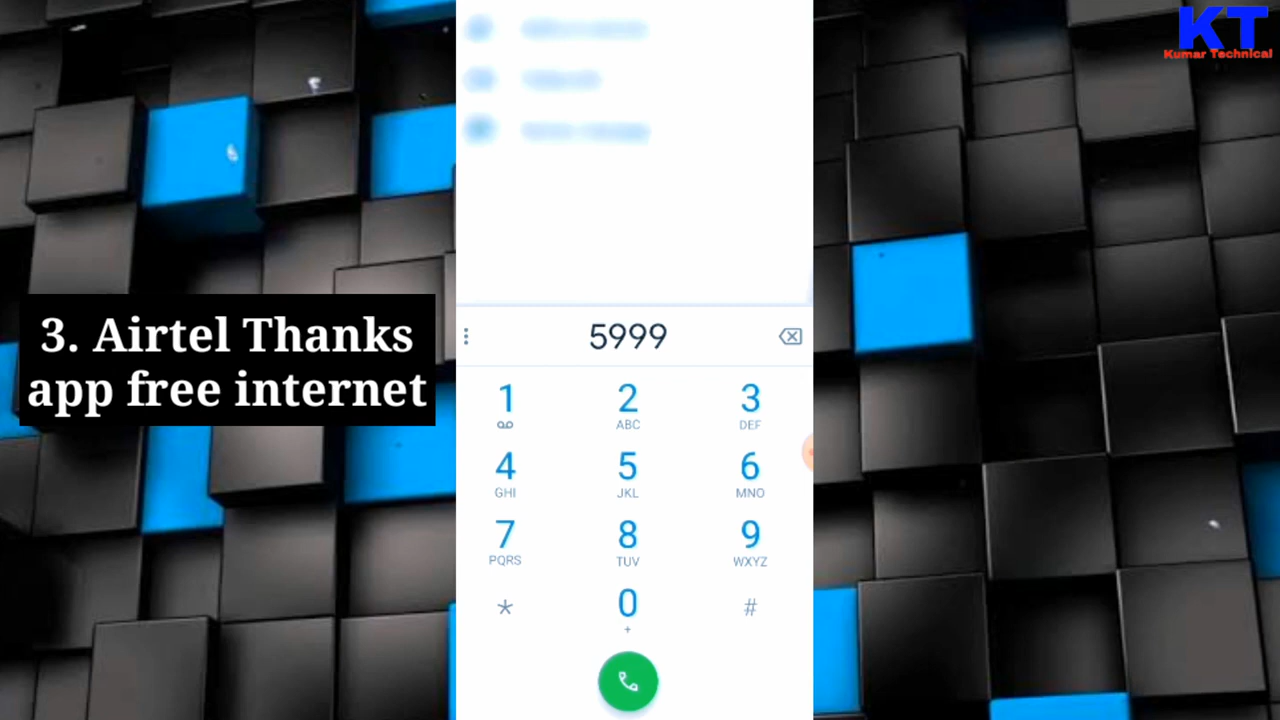 KT
Kumar Technical
3. Airtel Thanks
app free internet
5999
1
2
ABC
3
DEF
4
GHI
5
JKL
6
MNO
7
PQRS
8
TUV
9
WXYZ
*
0
+
#